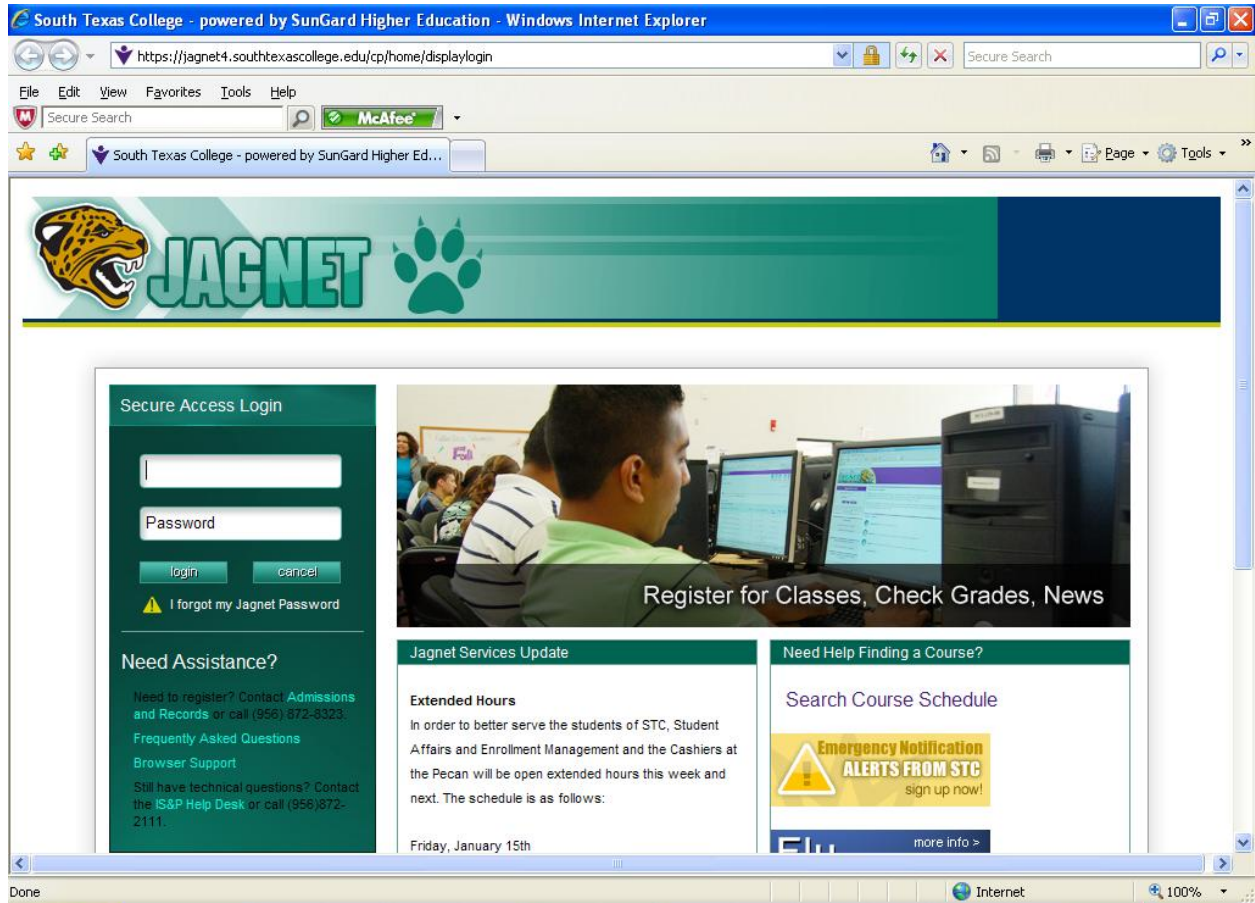 South Texas College - powered by SunGard Higher Education - Windows Internet Explorer
https://jagnet4.southtexascollege.edu/cp/home/displaylogin
Secure Search
File Edit View Favorites Tools Help
Secure Search
McAfee
South Texas College - powered by SunGard Higher Ed...
Page
Tools
»
JAGNET
Secure Access Login
Password
login cancel
I forgot my Jagnet Password
Need Assistance?
Need to register? Contact Admissions
and Records or call (956) 872-8323.
Frequently Asked Questions
Browser Support
Still have technical questions? Contact
the IS&P Help Desk or call (956)872-
2111.
Register for Classes, Check Grades, News
Jagnet Services Update
Extended Hours
In order to better serve the students of STC, Student
Affairs and Enrollment Management and the Cashiers at
the Pecan will be open extended hours this week and
next. The schedule is as follows:
Friday, January 15th
Need Help Finding a Course?
Search Course Schedule
Emergency Notification
ALERTS FROM STC
sign up now!
more info >
Done
Internet
100%